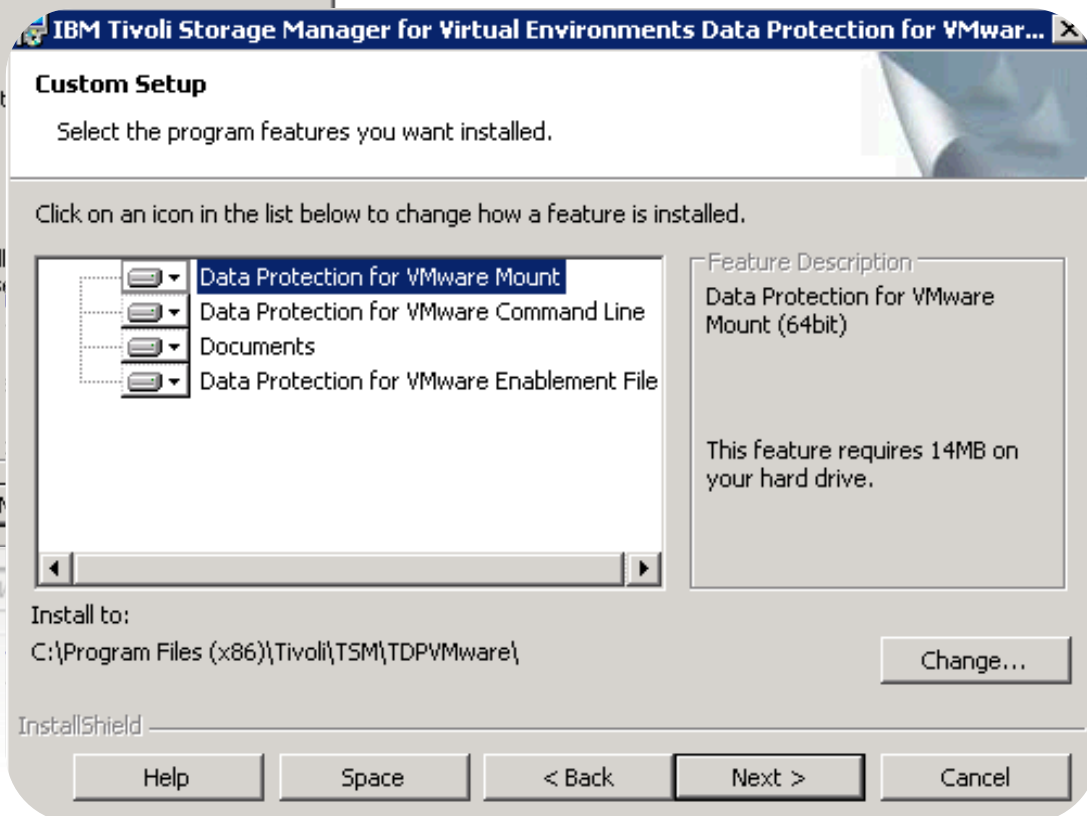 IBM Tivoli Storage Manager for Virtual Environments Data Protection for VMwar...
Custom Setup
Select the program features you want installed.
Click on an icon in the list below to change how a feature is installed.
Data Protection for VMware Mount
Data Protection for VMware Command Line
Documents
Data Protection for VMware Enablement File
Feature Description
Data Protection for VMware
Mount (64bit)
This feature requires 14MB on
your hard drive.
Install to:
C:\Program Files (x86)\Tivoli\TSM\TDPVMware\
Change...
InstallShield
Help
Space
< Back
Next >
Cancel